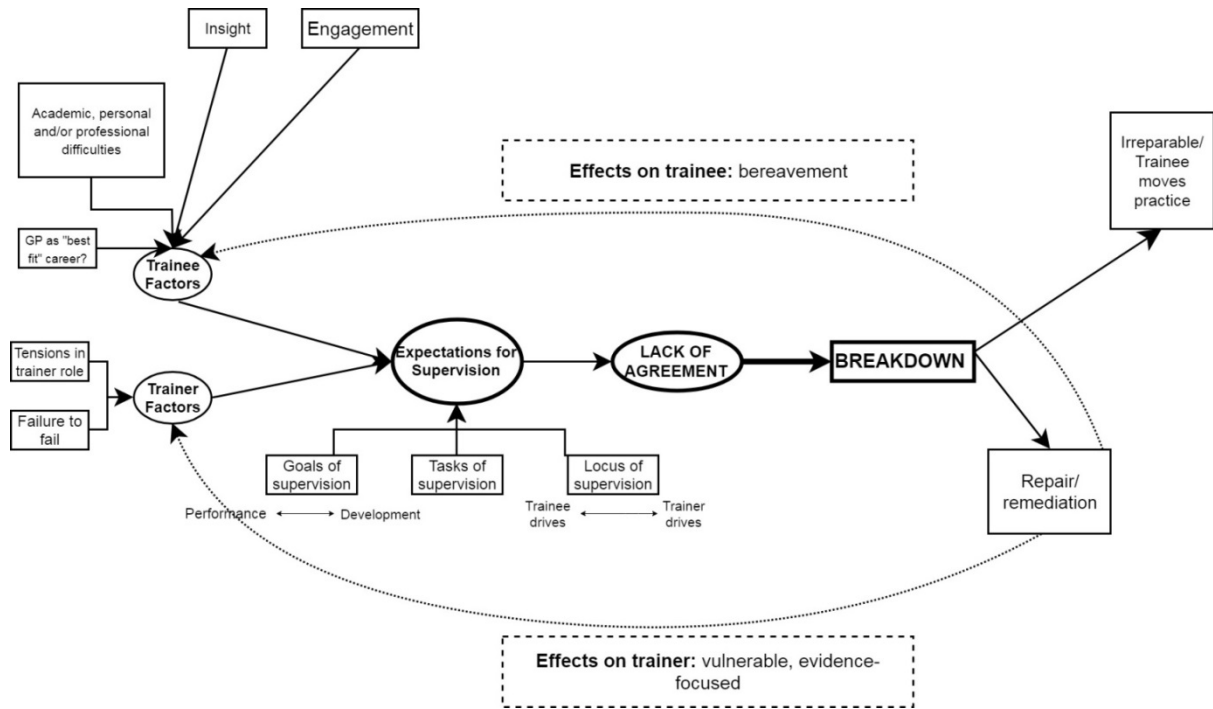 Insight
Engagement
Academic, personal
and/or professional
difficulties
GP as "best
fit" career?
Trainee
Factors
Tensions in
trainer role
Failure to
fail
Trainer
Factors
Effects on trainee: bereavement
Expectations for
Supervision
LACK OF
AGREEMENT
BREAKDOWN
Irreparable/
Trainee
moves
practice
Goals of
supervision
Tasks of
supervision
Locus of
supervision
Performance
Development
Trainee
drives
Trainer
drives
Repair/
remediation
Effects on trainer: vulnerable, evidence-
focused